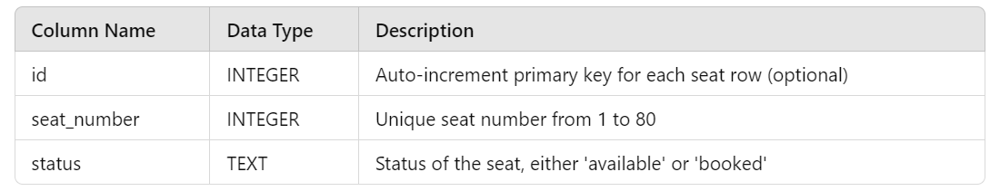 Column Name Data Type Description
id INTEGER Auto-increment primary key for each seat row (optional)
seat_number INTEGER Unique seat number from 1 to 80
status TEXT Status of the seat, either 'available' or 'booked'